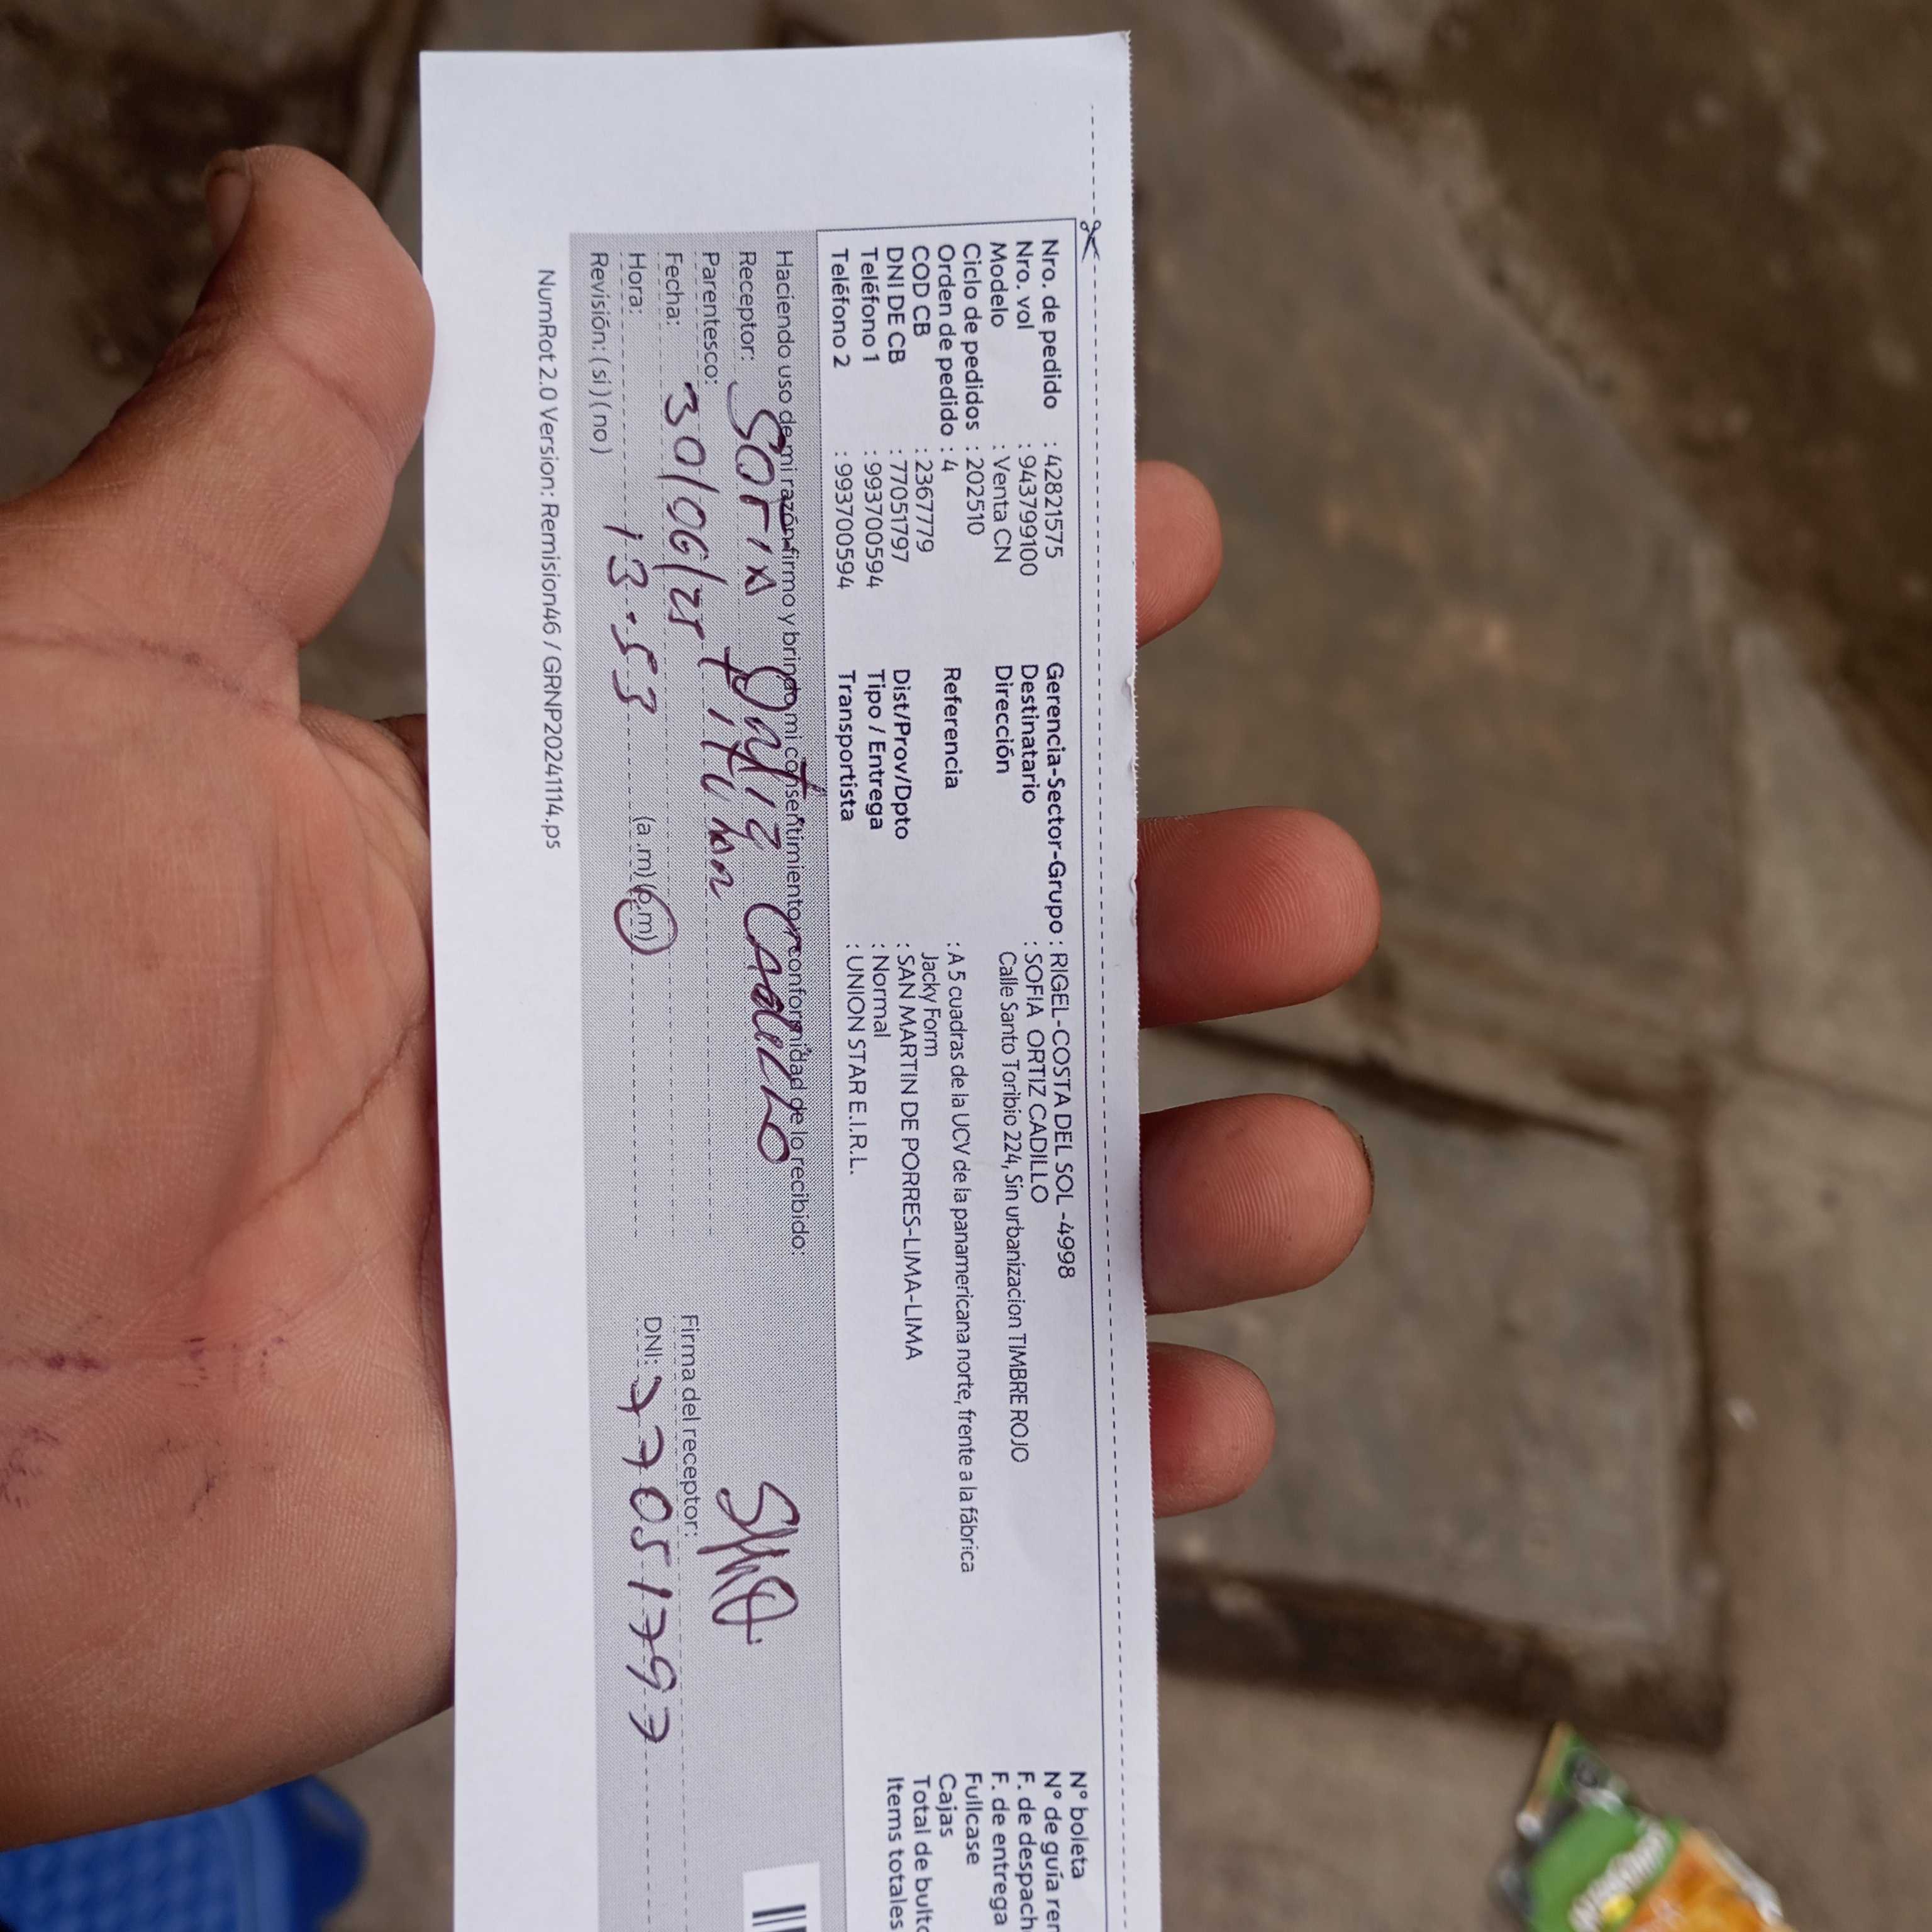 Nro. de pedido : 42821575
Nro. vol : 943799100
Modelo : Venta CN
Ciclo de pedidos : 202510
Orden de pedido : 4
COD CB : 2367779
DNI DE CB : 77051797
Teléfono 1 : 993700594
Teléfono 2 : 993700594
Gerencia-Sector-Grupo : RIGEL-COSTA DEL SOL -4998
Destinatario : SOFIA ORTIZ CADILLO
Dirección Calle Santo Toribio 224, Sin urbanizacion TIMBRE ROJO
Referencia : A 5 cuadras de la UCV de la panamericana norte, frente a la fábrica
Jacky Form
Dist/Prov/Dpto : SAN MARTIN DE PORRES-LIMA-LIMA
Tipo / Entrega : Normal
Transportista : UNION STAR E.I.R.L.
N° boleta
N° de guía rem
F. de despach
F. de entrega
Fullcase
Cajas
Total de bulto
Items totales
Haciendo uso de mi razón firmo y brindo mi consentimiento y conformidad de lo recibido:
Receptor: Sofia Ortiz CADILLO
Parentesco: Titular
Fecha: 30/06/25
Hora: 13:53 (a.m) (p.m)
Revisión: ( si ) ( no )
Firma del receptor:
DNI: 77051797
NumRot 2.0 Version: Remision46 / GRNP20241114.ps